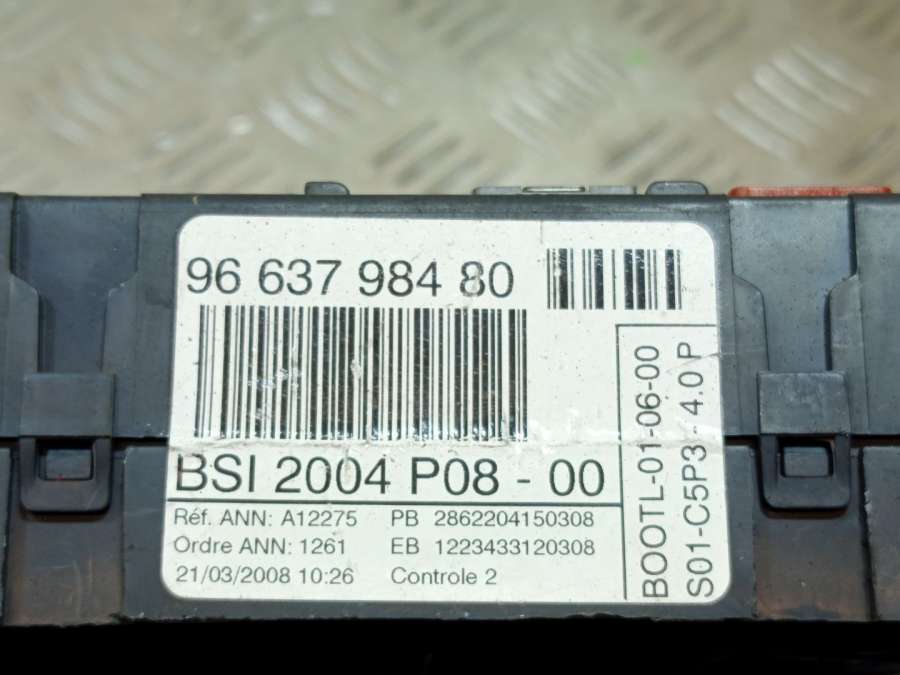 96 637 984 80
BSI 2004 P08 - 00
Réf. ANN: A12275 PB 2862204150308
Ordre ANN: 1261 EB 1223433120308
21/03/2008 10:26 Controle 2
BOOTL-01-06-00
S01-C5P3-4.0 P